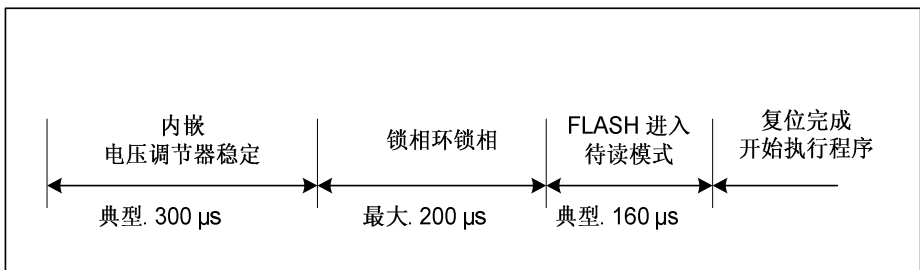 内嵌
电压调节器稳定
锁相环锁相
FLASH 进入
待读模式
复位完成
开始执行程序
典型. 300 μs
最大. 200 μs
典型. 160 μs